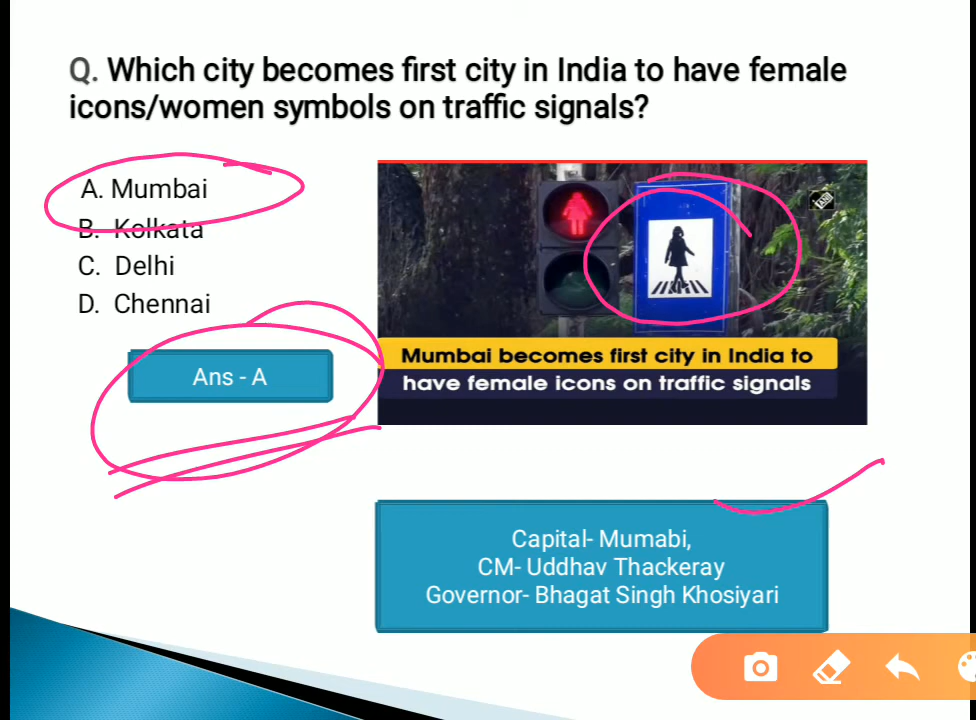 Q. Which city becomes first city in India to have female
icons/women symbols on traffic signals?
A. Mumbai
B. Kolkata
C. Delhi
D. Chennai
Ans - A
IANS
Mumbai becomes first city in India to
have female icons on traffic signals
Capital- Mumabi,
CM- Uddhav Thackeray
Governor- Bhagat Singh Khosiyari